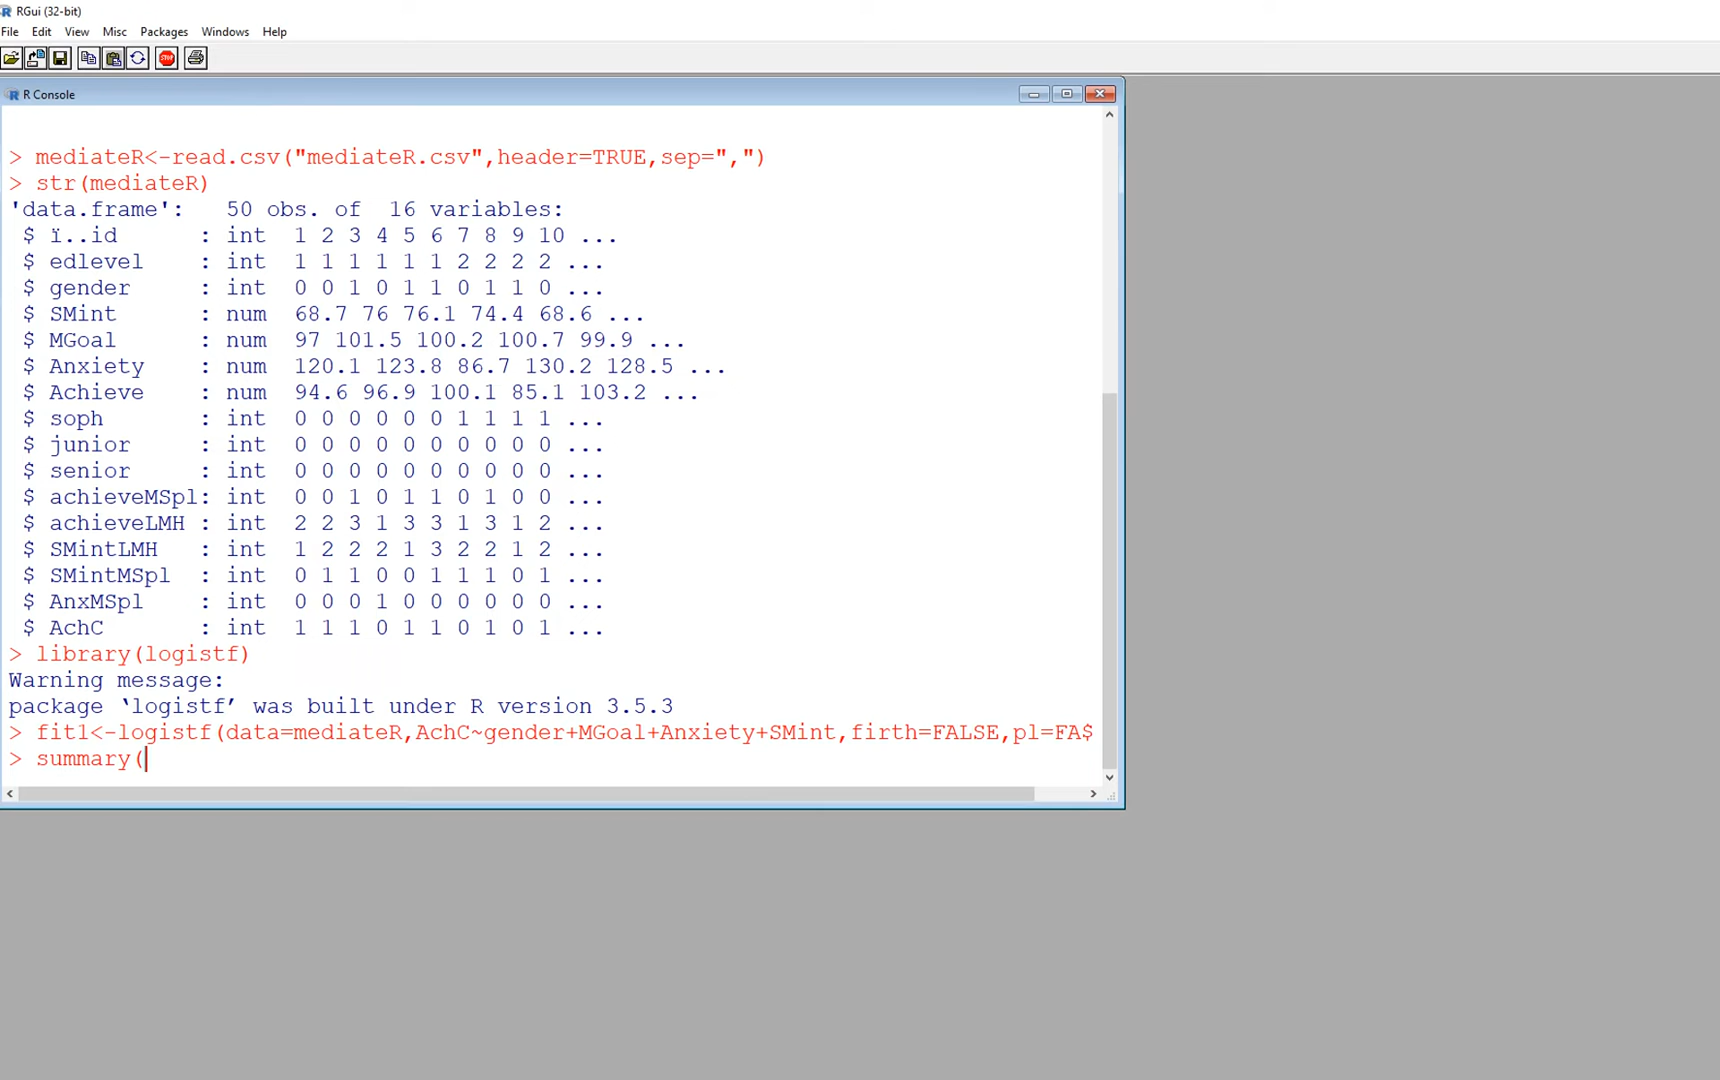 RGui (32-bit)
File Edit View Misc Packages Windows Help
STOP
R Console
> mediateR<-read.csv("mediateR.csv",header=TRUE,sep=",")
> str(mediateR)
'data.frame':   50 obs. of  16 variables:
 $ ï..id      : int  1 2 3 4 5 6 7 8 9 10 ...
 $ edlevel    : int  1 1 1 1 1 1 2 2 2 2 ...
 $ gender     : int  0 0 1 0 1 1 0 1 1 0 ...
 $ SMint      : num  68.7 76 76.1 74.4 68.6 ...
 $ MGoal      : num  97 101.5 100.2 100.7 99.9 ...
 $ Anxiety    : num  120.1 123.8 86.7 130.2 128.5 ...
 $ Achieve    : num  94.6 96.9 100.1 85.1 103.2 ...
 $ soph       : int  0 0 0 0 0 0 1 1 1 1 ...
 $ junior     : int  0 0 0 0 0 0 0 0 0 0 ...
 $ senior     : int  0 0 0 0 0 0 0 0 0 0 ...
 $ achieveMSpl: int  0 0 1 0 1 1 0 1 0 0 ...
 $ achieveLMH : int  2 2 3 1 3 3 1 3 1 2 ...
 $ SMintLMH   : int  1 2 2 2 1 3 2 2 1 2 ...
 $ SMintMSpl  : int  0 1 1 0 0 1 1 1 0 1 ...
 $ AnxMSpl    : int  0 0 0 1 0 0 0 0 0 0 ...
 $ AchC       : int  1 1 1 0 1 1 0 1 0 1 ...
> library(logistf)
Warning message:
package ‘logistf’ was built under R version 3.5.3
> fit1<-logistf(data=mediateR,AchC~gender+MGoal+Anxiety+SMint,firth=FALSE,pl=FA$
> summary(